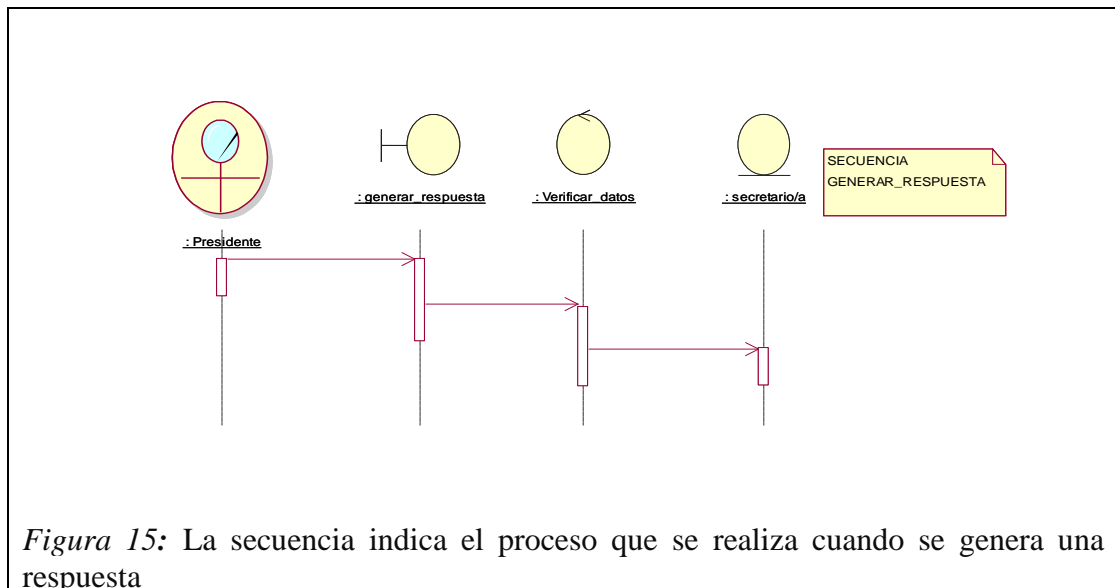 : generar_respuesta
: Verificar_datos
: secretario/a
SECUENCIA
GENERAR_RESPUESTA
: Presidente
Figura 15: La secuencia indica el proceso que se realiza cuando se genera una
respuesta